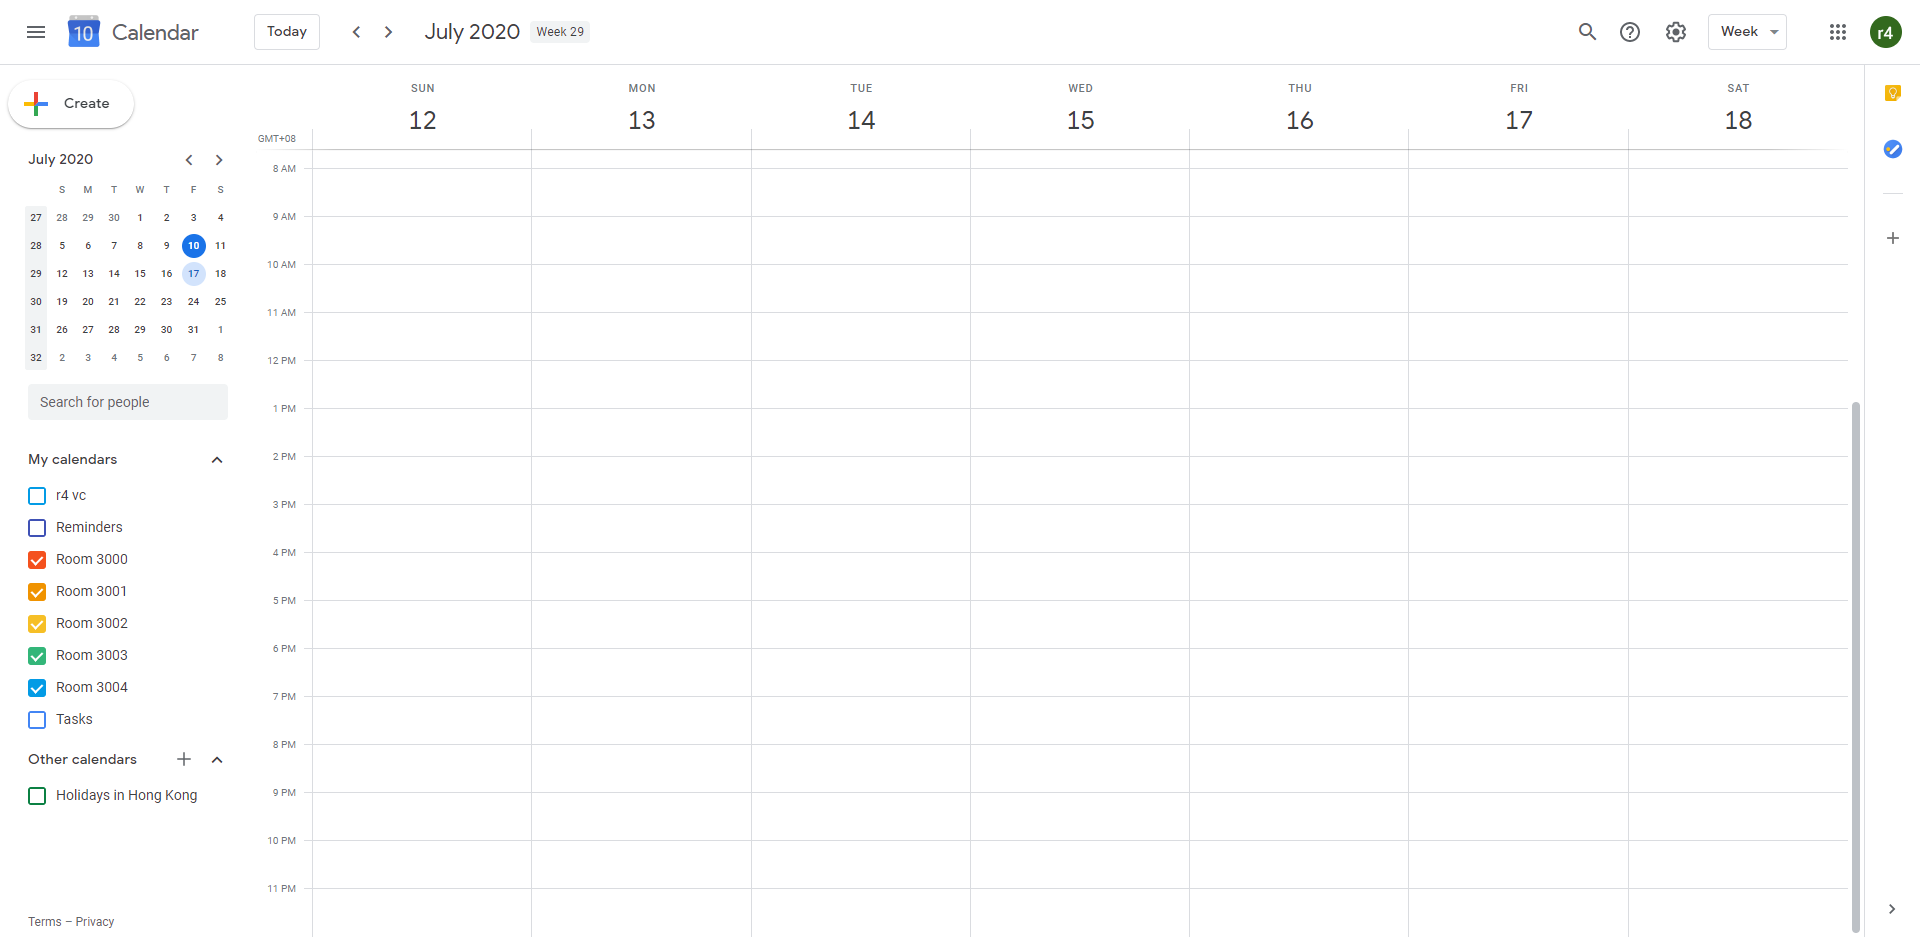 10 Calendar Today July 2020 Week 29 Week r4
Create
SUN MON TUE WED THU FRI SAT
12 13 14 15 16 17 18
GMT+08
July 2020
S M T W T F S
27 28 29 30 1 2 3 4
28 5 6 7 8 9 10 11
29 12 13 14 15 16 17 18
30 19 20 21 22 23 24 25
31 26 27 28 29 30 31 1
32 2 3 4 5 6 7 8
Search for people
My calendars
r4 vc
Reminders
Room 3000
Room 3001
Room 3002
Room 3003
Room 3004
Tasks
Other calendars
Holidays in Hong Kong
Terms – Privacy
8 AM
9 AM
10 AM
11 AM
12 PM
1 PM
2 PM
3 PM
4 PM
5 PM
6 PM
7 PM
8 PM
9 PM
10 PM
11 PM